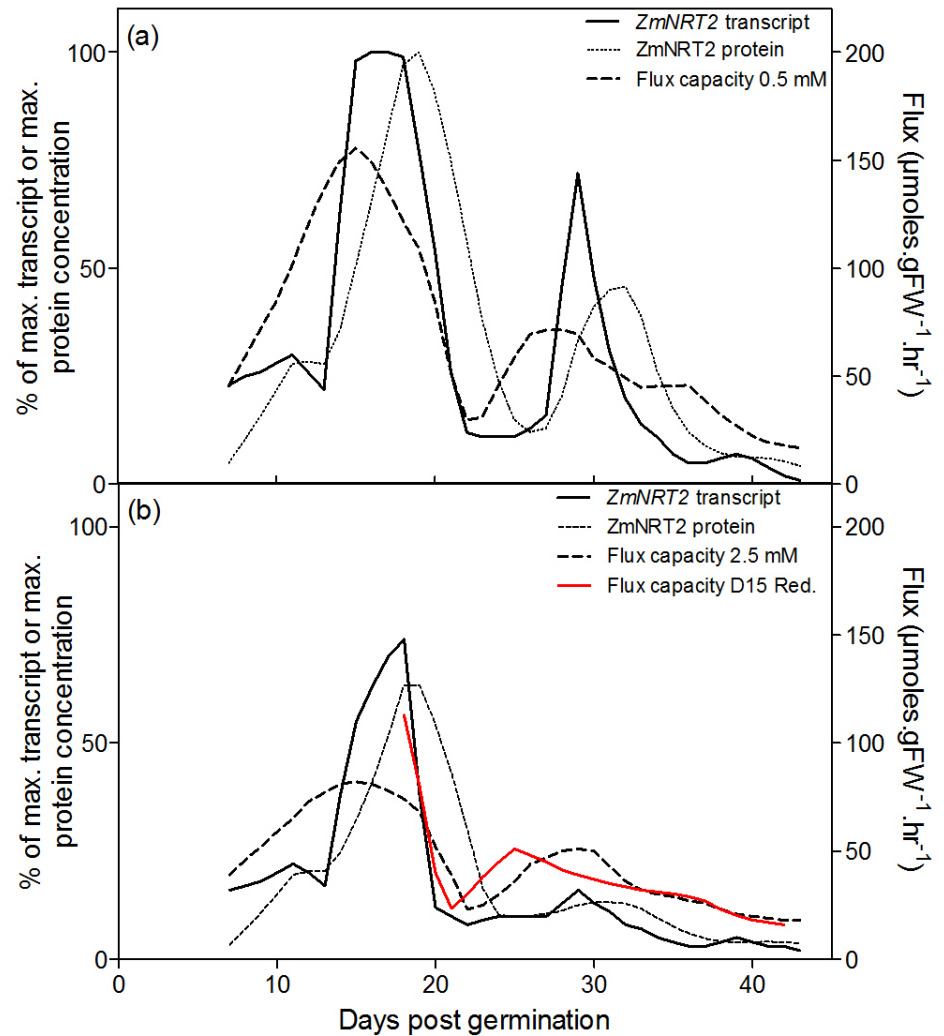 (a)
ZmNRT2 transcript
ZmNRT2 protein
Flux capacity 0.5 mM
% of max. transcript or max.
protein concentration
100
50
0
Flux (µmoles.gFW⁻¹.hr⁻¹)
200
150
100
50
0
(b)
ZmNRT2 transcript
ZmNRT2 protein
Flux capacity 2.5 mM
Flux capacity D15 Red.
% of max. transcript or max.
protein concentration
100
50
0
Flux (µmoles.gFW⁻¹.hr⁻¹)
200
150
100
50
0
0 10 20 30 40
Days post germination